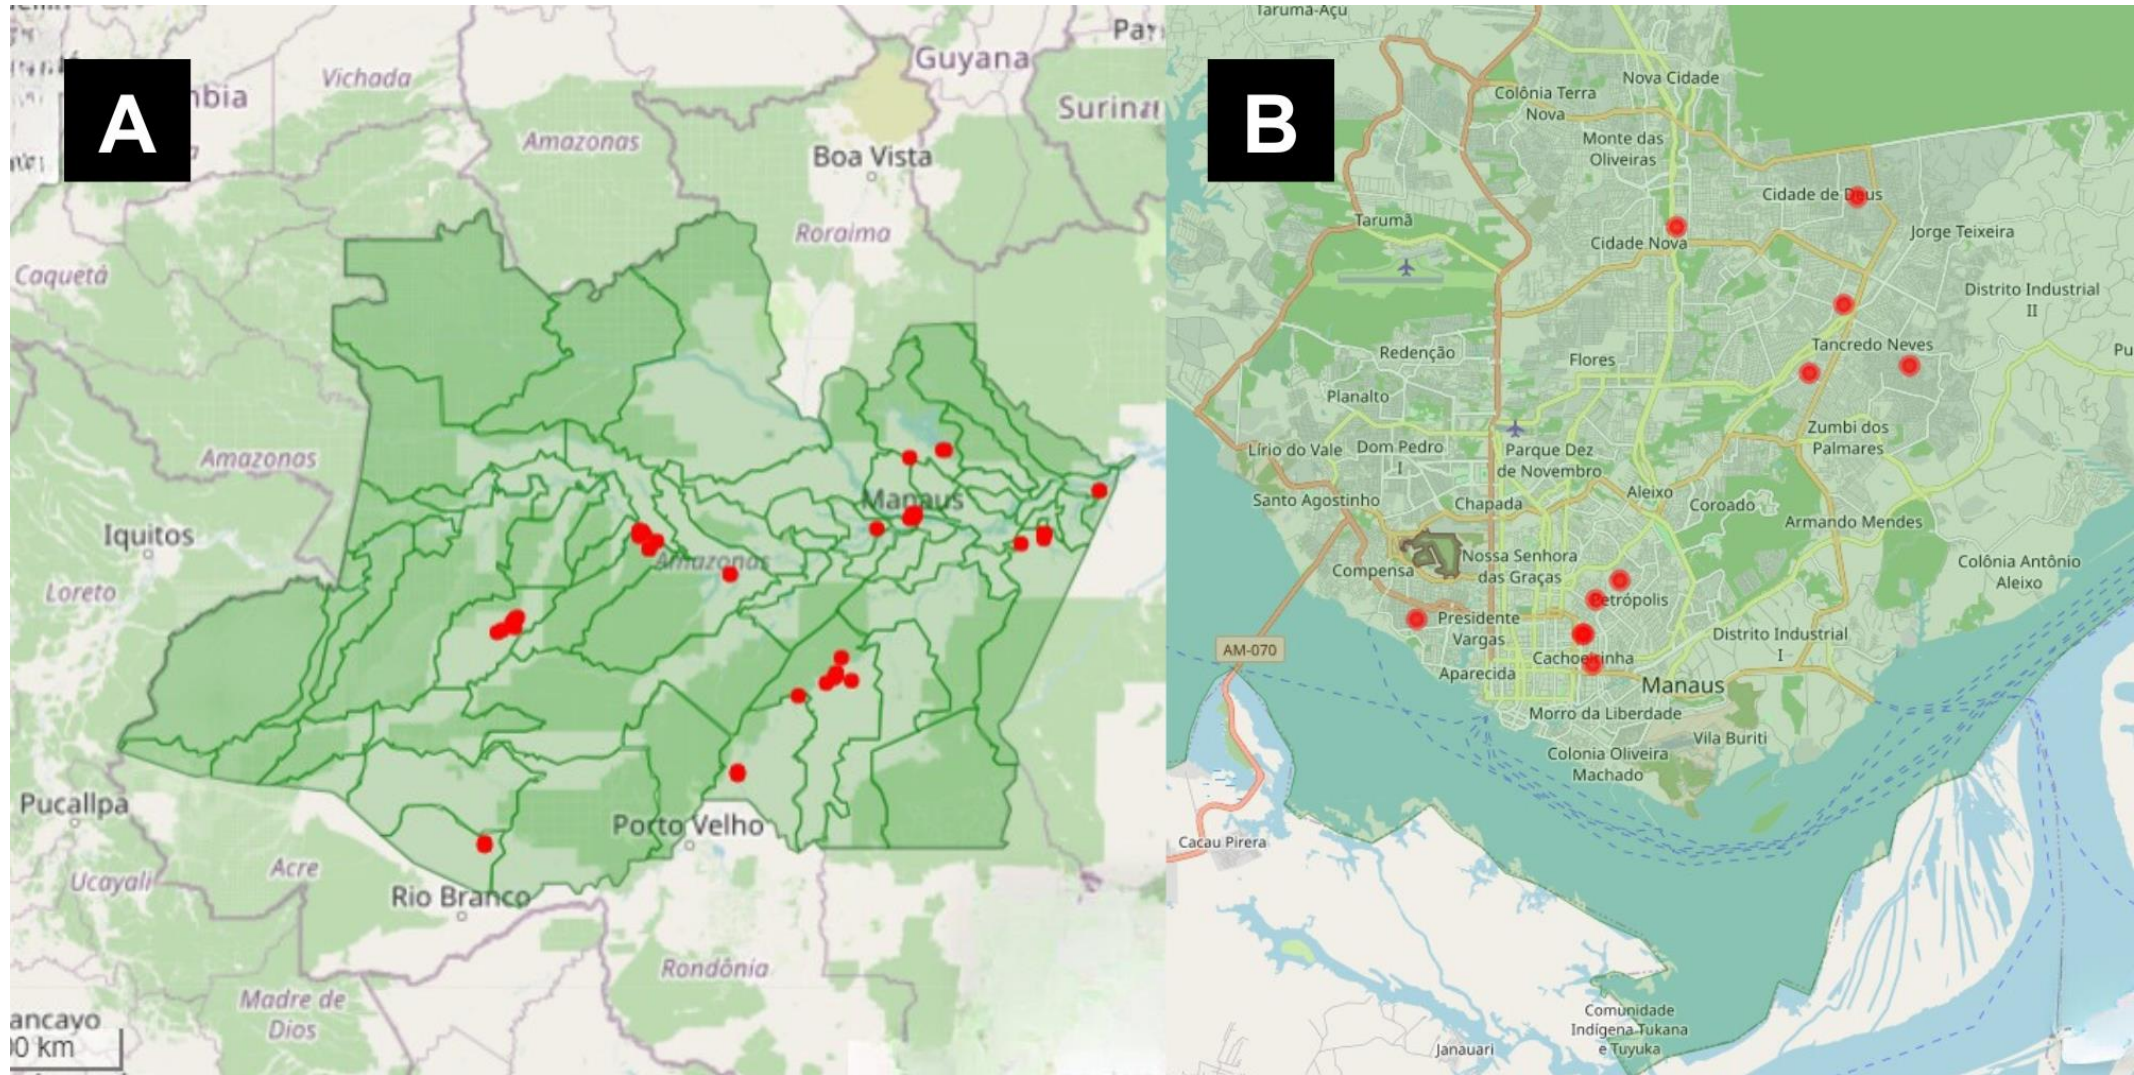 A
Vichada
Guyana
Amazonas
Boa Vista
Roraima
Caquetá
Amazonas
Manaus
Iquitos
Amazonas
Loreto
Pucallpa
Porto Velho
Acre
Ucayali
Rio Branco
Rondônia
Madre de
Dios
ancayo
0 km
B
Tarumã-Açu
Nova Cidade
Colônia Terra
Nova
Monte das
Oliveiras
Cidade de Deus
Tarumã
Cidade Nova
Jorge Teixeira
Distrito Industrial
II
Redenção
Flores
Tancredo Neves
Pu
Planalto
Lírio do Vale
Dom Pedro
I
Parque Dez
de Novembro
Zumbi dos
Palmares
Santo Agostinho
Chapada
Aleixo
Coroado
Armando Mendes
Nossa Senhora
das Graças
Compensa
Colônia Antônio
Aleixo
Petrópolis
Presidente
Vargas
Distrito Industrial
I
AM-070
Cachoeirinha
Aparecida
Manaus
Morro da Liberdade
Vila Buriti
Colonia Oliveira
Machado
Cacau Pirera
Comunidade
Indígena Tukana
e Tuyuka
Janauari